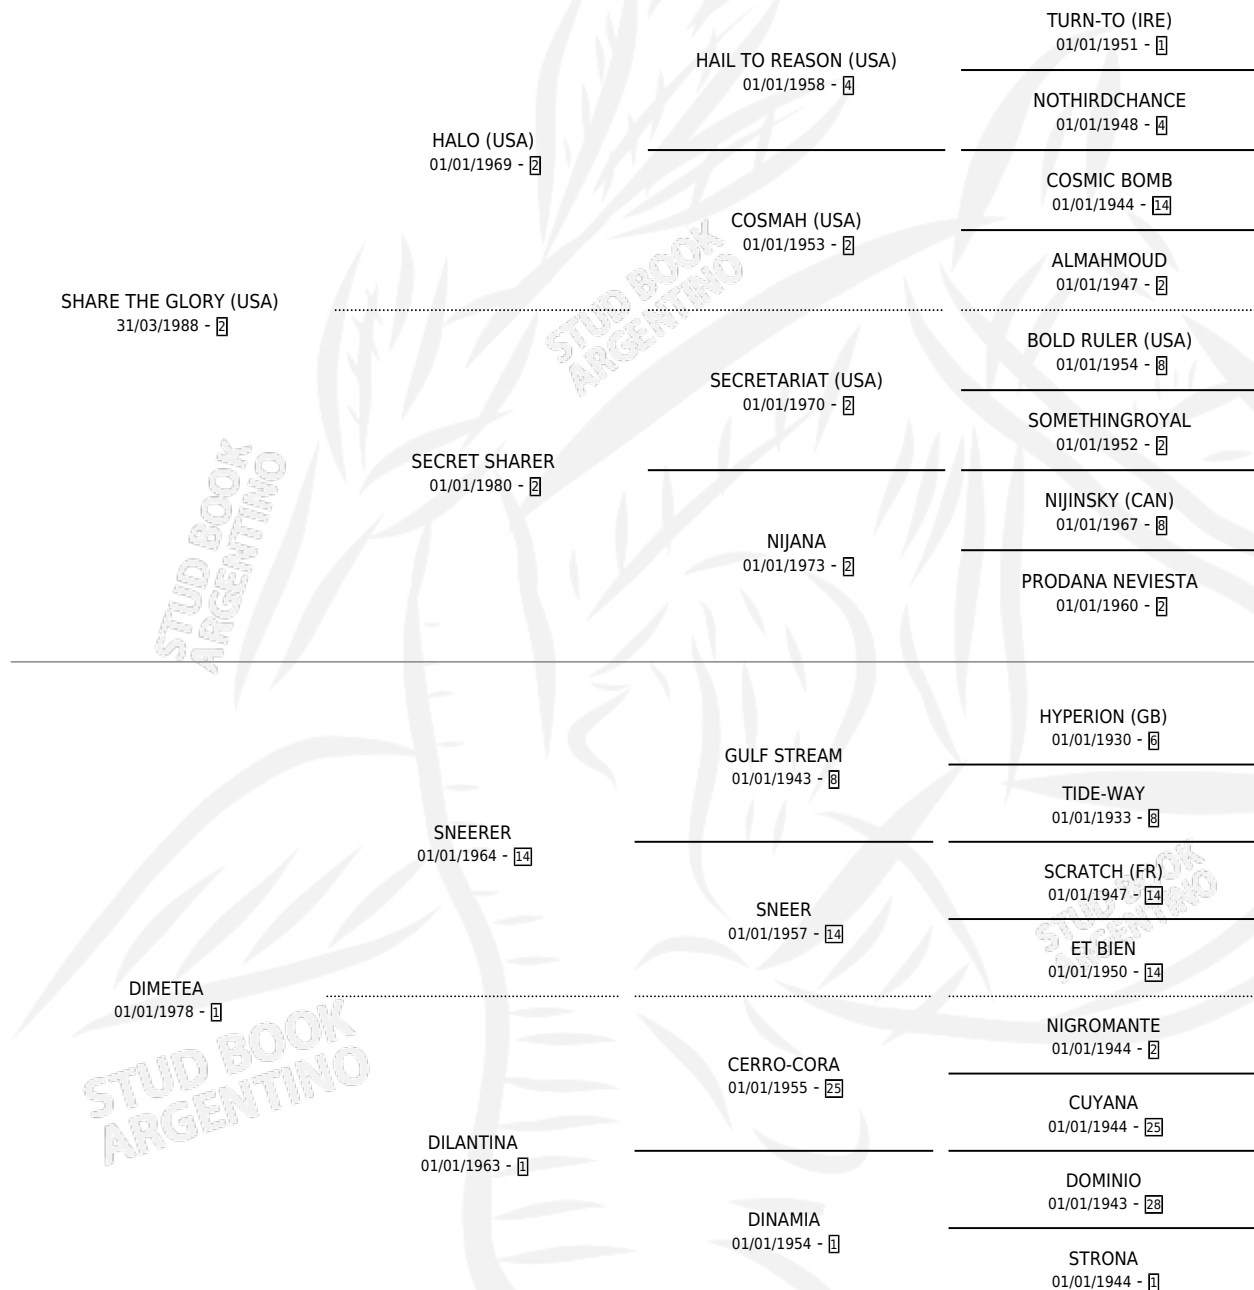 TURN-TO (IRE)
01/01/1951 - 1
HAIL TO REASON (USA)
01/01/1958 - 4
NOTHIRDCHANCE
01/01/1948 - 4
HALO (USA)
01/01/1969 - 2
COSMIC BOMB
01/01/1944 - 14
COSMAH (USA)
01/01/1953 - 2
ALMAHMOUD
01/01/1947 - 2
SHARE THE GLORY (USA)
31/03/1988 - 2
BOLD RULER (USA)
01/01/1954 - 8
SECRETARIAT (USA)
01/01/1970 - 2
SOMETHINGROYAL
01/01/1952 - 2
SECRET SHARER
01/01/1980 - 2
NIJINSKY (CAN)
01/01/1967 - 8
NIJANA
01/01/1973 - 2
PRODANA NEVIESTA
01/01/1960 - 2
HYPERION (GB)
01/01/1930 - 6
GULF STREAM
01/01/1943 - 8
TIDE-WAY
01/01/1933 - 8
SNEERER
01/01/1964 - 14
SCRATCH (FR)
01/01/1947 - 14
SNEER
01/01/1957 - 14
ET BIEN
01/01/1950 - 14
DIMETEA
01/01/1978 - 1
NIGROMANTE
01/01/1944 - 2
CERRO-CORA
01/01/1955 - 25
CUYANA
01/01/1944 - 25
DILANTINA
01/01/1963 - 1
DOMINIO
01/01/1943 - 28
DINAMIA
01/01/1954 - 1
STRONA
01/01/1944 - 1
STUD BOOK
ARGENTINO
STUD BOOK
ARGENTINO
STUD BOOK
ARGENTINO
STUD BOOK
ARGENTINO